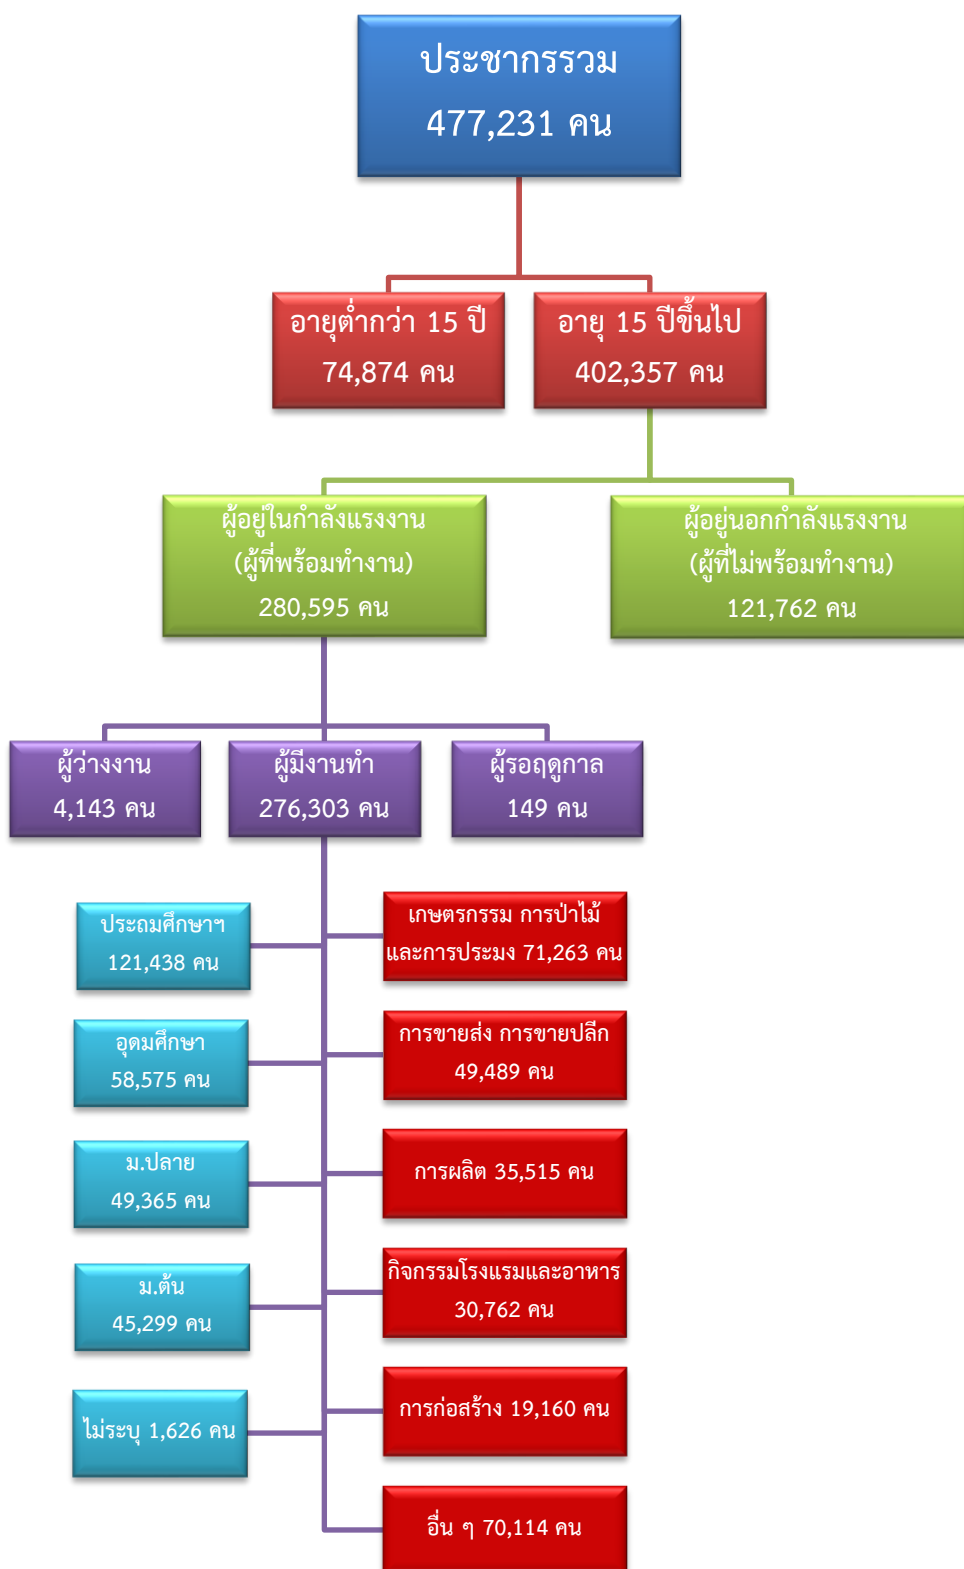 ประชากรรวม
477,231 คน
อายุต่ำกว่า 15 ปี
74,874 คน
อายุ 15 ปีขึ้นไป
402,357 คน
ผู้อยู่ในกำลังแรงงาน
(ผู้ที่พร้อมทำงาน)
280,595 คน
ผู้อยู่นอกกำลังแรงงาน
(ผู้ที่ไม่พร้อมทำงาน)
121,762 คน
ผู้ว่างงาน
4,143 คน
ผู้มีงานทำ
276,303 คน
ผู้รอฤดูกาล
149 คน
ประถมศึกษาฯ
121,438 คน
อุดมศึกษา
58,575 คน
ม.ปลาย
49,365 คน
ม.ต้น
45,299 คน
ไม่ระบุ 1,626 คน
เกษตรกรรม การป่าไม้
และการประมง 71,263 คน
การขายส่ง การขายปลีก
49,489 คน
การผลิต 35,515 คน
กิจกรรมโรงแรมและอาหาร
30,762 คน
การก่อสร้าง 19,160 คน
อื่น ๆ 70,114 คน